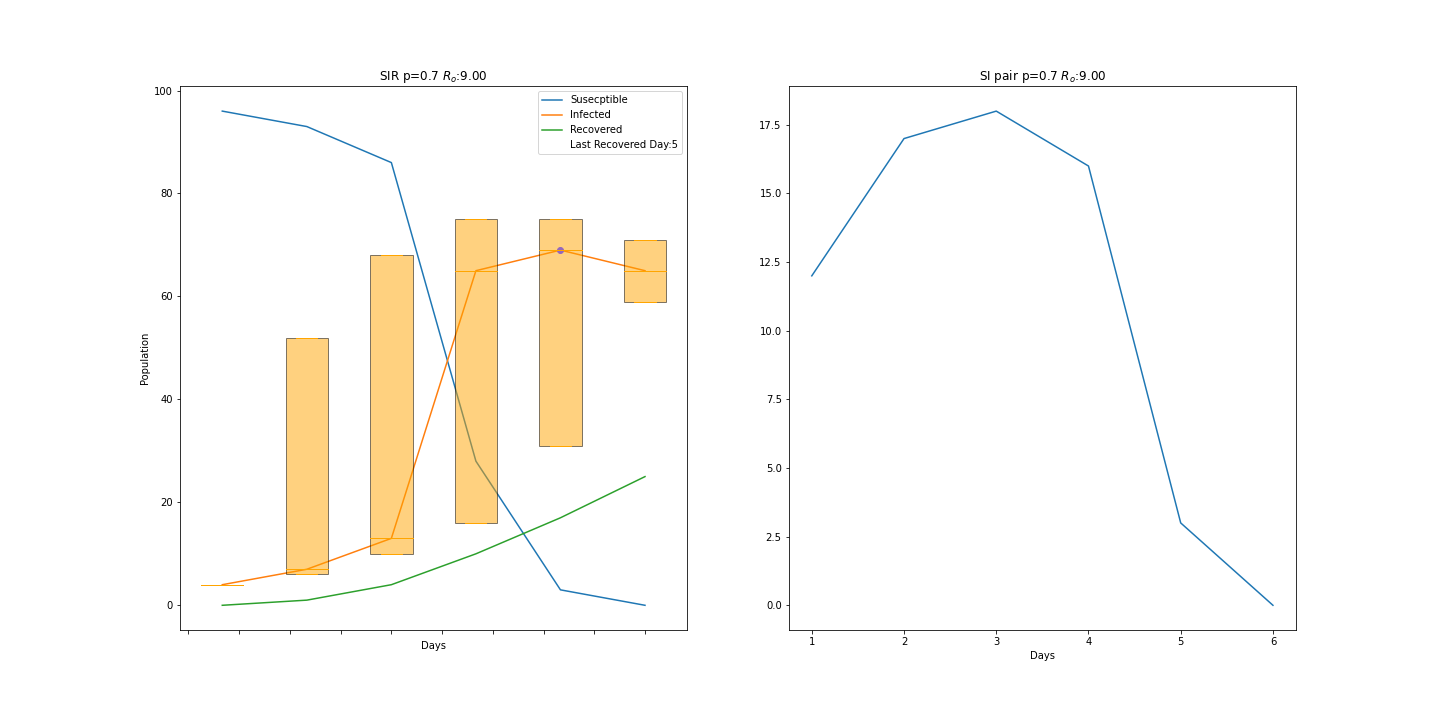 SIR p=0.7 Rₒ:9.00
100
80
60
40
20
0
Population
Susecptible
Infected
Recovered
Last Recovered Day:5
Days
SI pair p=0.7 Rₒ:9.00
17.5
15.0
12.5
10.0
7.5
5.0
2.5
0.0
1 2 3 4 5 6
Days